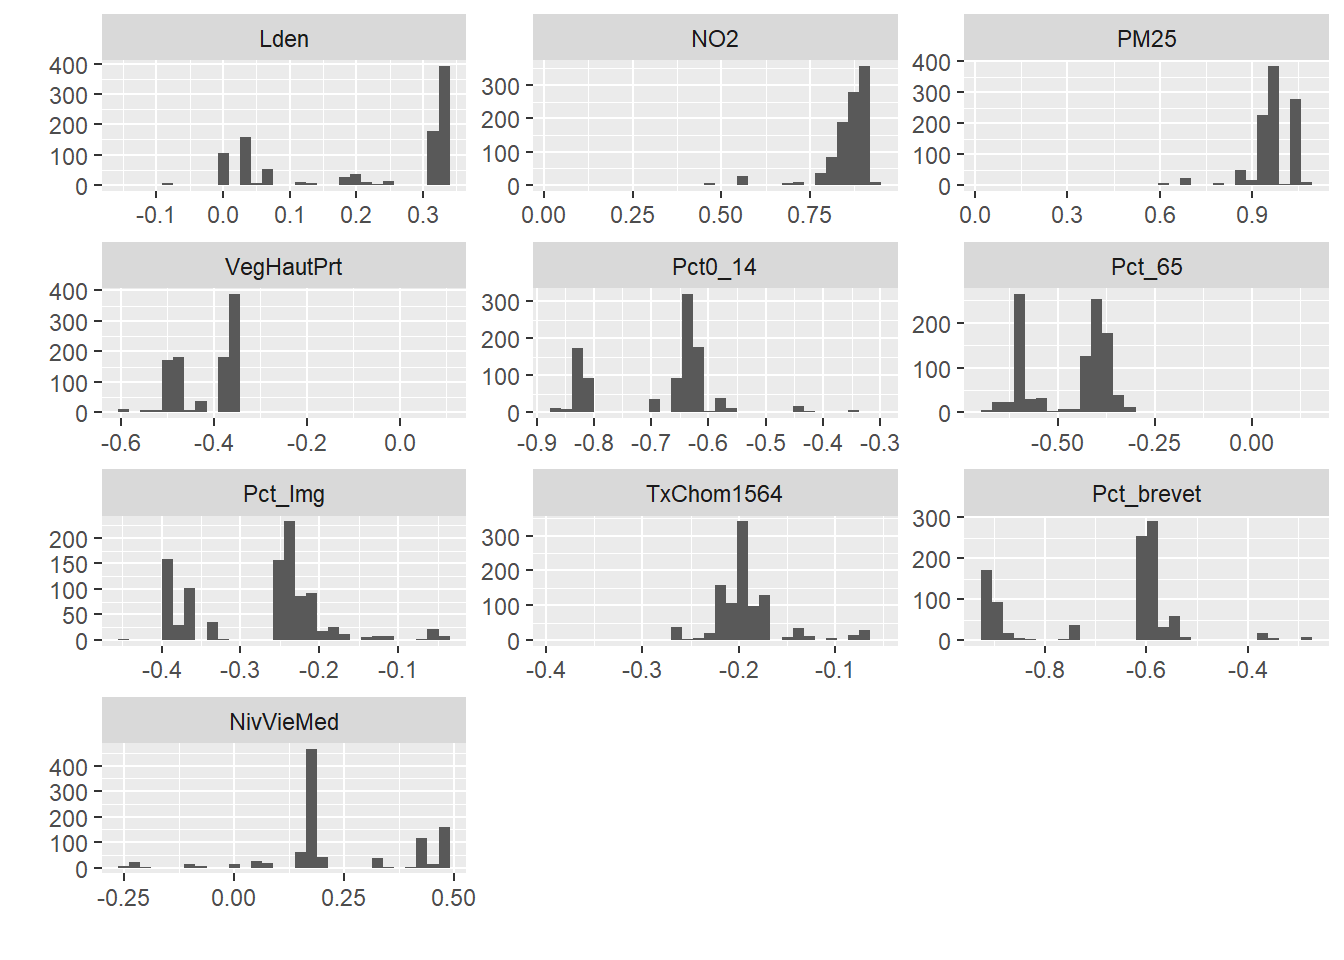 Lden NO2 PM25
400 300 200 100 0
300 200 100 0
400 300 200 100 0
-0.1 0.0 0.1 0.2 0.3
0.00 0.25 0.50 0.75
0.0 0.3 0.6 0.9
VegHautPrt Pct0_14 Pct_65
400 300 200 100 0
300 200 100 0
200 0
-0.6 -0.4 -0.2 0.0
-0.9 -0.8 -0.7 -0.6 -0.5 -0.4 -0.3
-0.50 -0.25 0.00
Pct_Img TxChom1564 Pct_brevet
200 150 100 50 0
300 200 100 0
300 200 100 0
-0.4 -0.3 -0.2 -0.1
-0.4 -0.3 -0.2 -0.1
-0.8 -0.6 -0.4
NivVieMed
400 300 200 100 0
-0.25 0.00 0.25 0.50